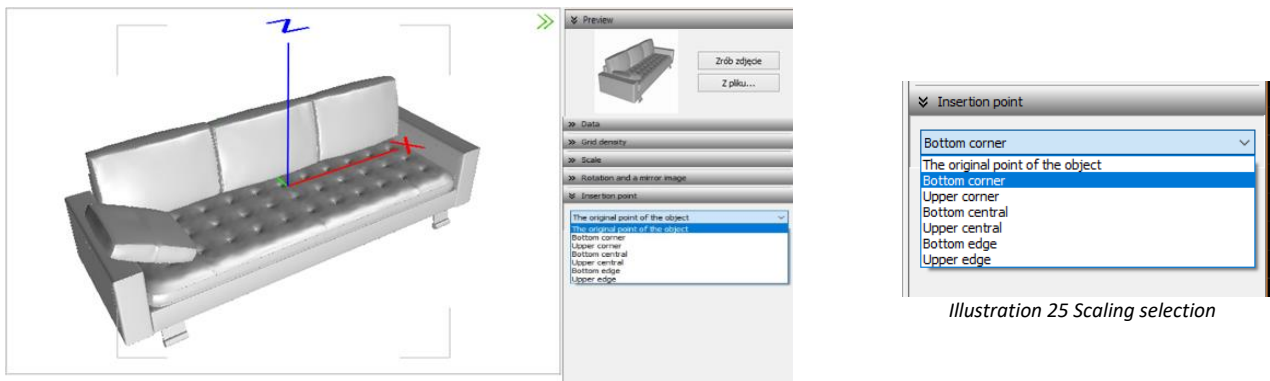 Z
X
Preview
Zrób zdjęcie
Z pliku...
Data
Grid density
Scale
Rotation and a mirror image
Insertion point
The original point of the object
The original point of the object
Bottom corner
Upper corner
Bottom central
Upper central
Bottom edge
Upper edge
Insertion point
Bottom corner
The original point of the object
Bottom corner
Upper corner
Bottom central
Upper central
Bottom edge
Upper edge
Illustration 25 Scaling selection